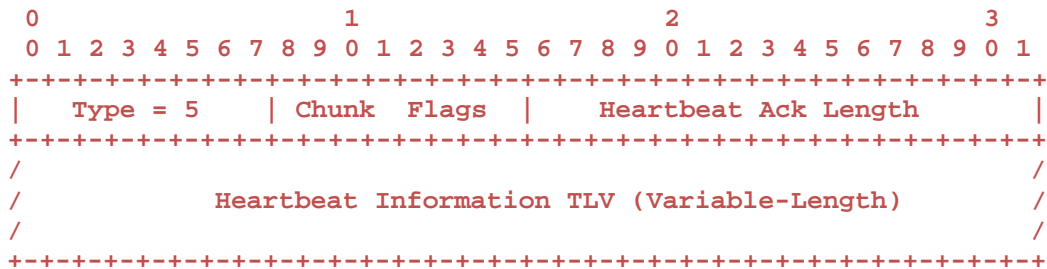 0                   1                   2                   3
 0 1 2 3 4 5 6 7 8 9 0 1 2 3 4 5 6 7 8 9 0 1 2 3 4 5 6 7 8 9 0 1
+-+-+-+-+-+-+-+-+-+-+-+-+-+-+-+-+-+-+-+-+-+-+-+-+-+-+-+-+-+-+-+-+
|   Type = 5    | Chunk  Flags  |    Heartbeat Ack Length       |
+-+-+-+-+-+-+-+-+-+-+-+-+-+-+-+-+-+-+-+-+-+-+-+-+-+-+-+-+-+-+-+-+
/                                                               /
/            Heartbeat Information TLV (Variable-Length)        /
/                                                               /
+-+-+-+-+-+-+-+-+-+-+-+-+-+-+-+-+-+-+-+-+-+-+-+-+-+-+-+-+-+-+-+-+